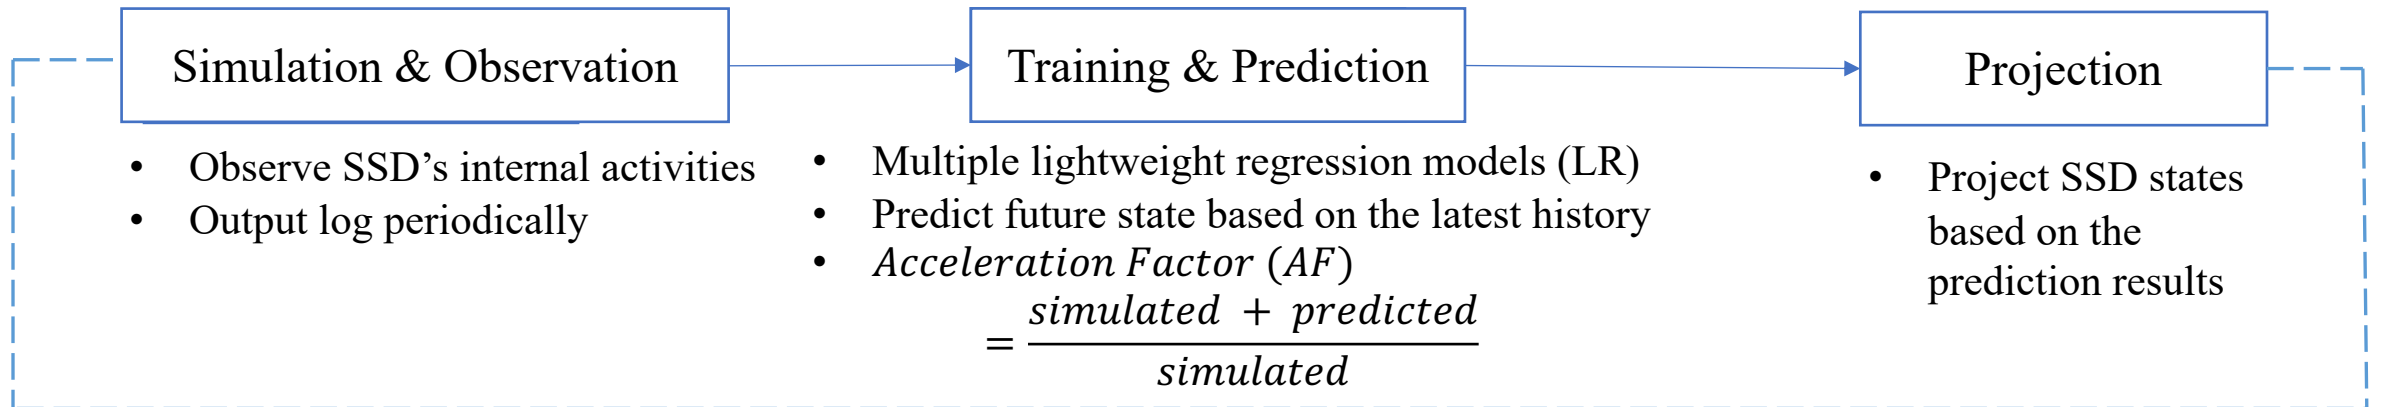 Simulation & Observation
• Observe SSD’s internal activities
• Output log periodically
Training & Prediction
• Multiple lightweight regression models (LR)
• Predict future state based on the latest history
• Acceleration Factor (AF)
= simulated + predicted
simulated
Projection
• Project SSD states
based on the
prediction results